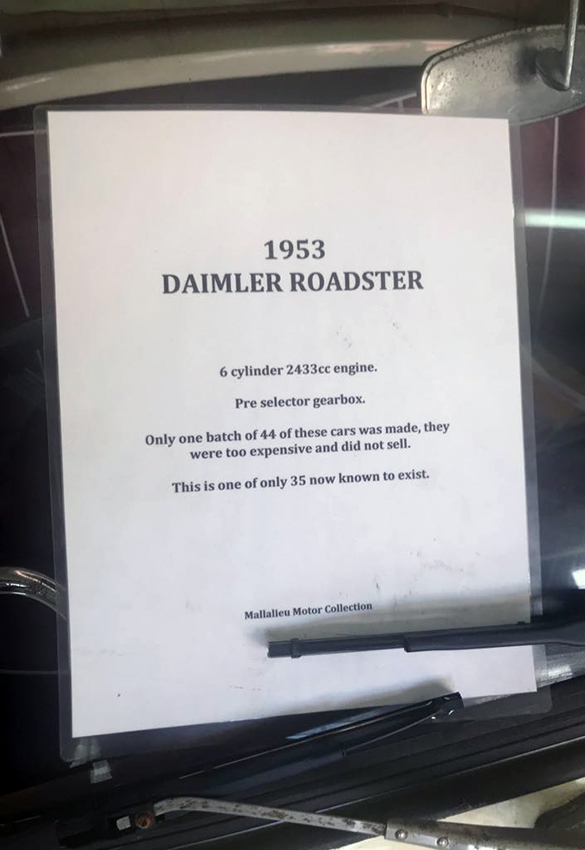 1953
DAIMLER ROADSTER
6 cylinder 2433cc engine.
Pre selector gearbox.
Only one batch of 44 of these cars was made, they
were too expensive and did not sell.
This is one of only 35 now known to exist.
Mallalieu Motor Collection